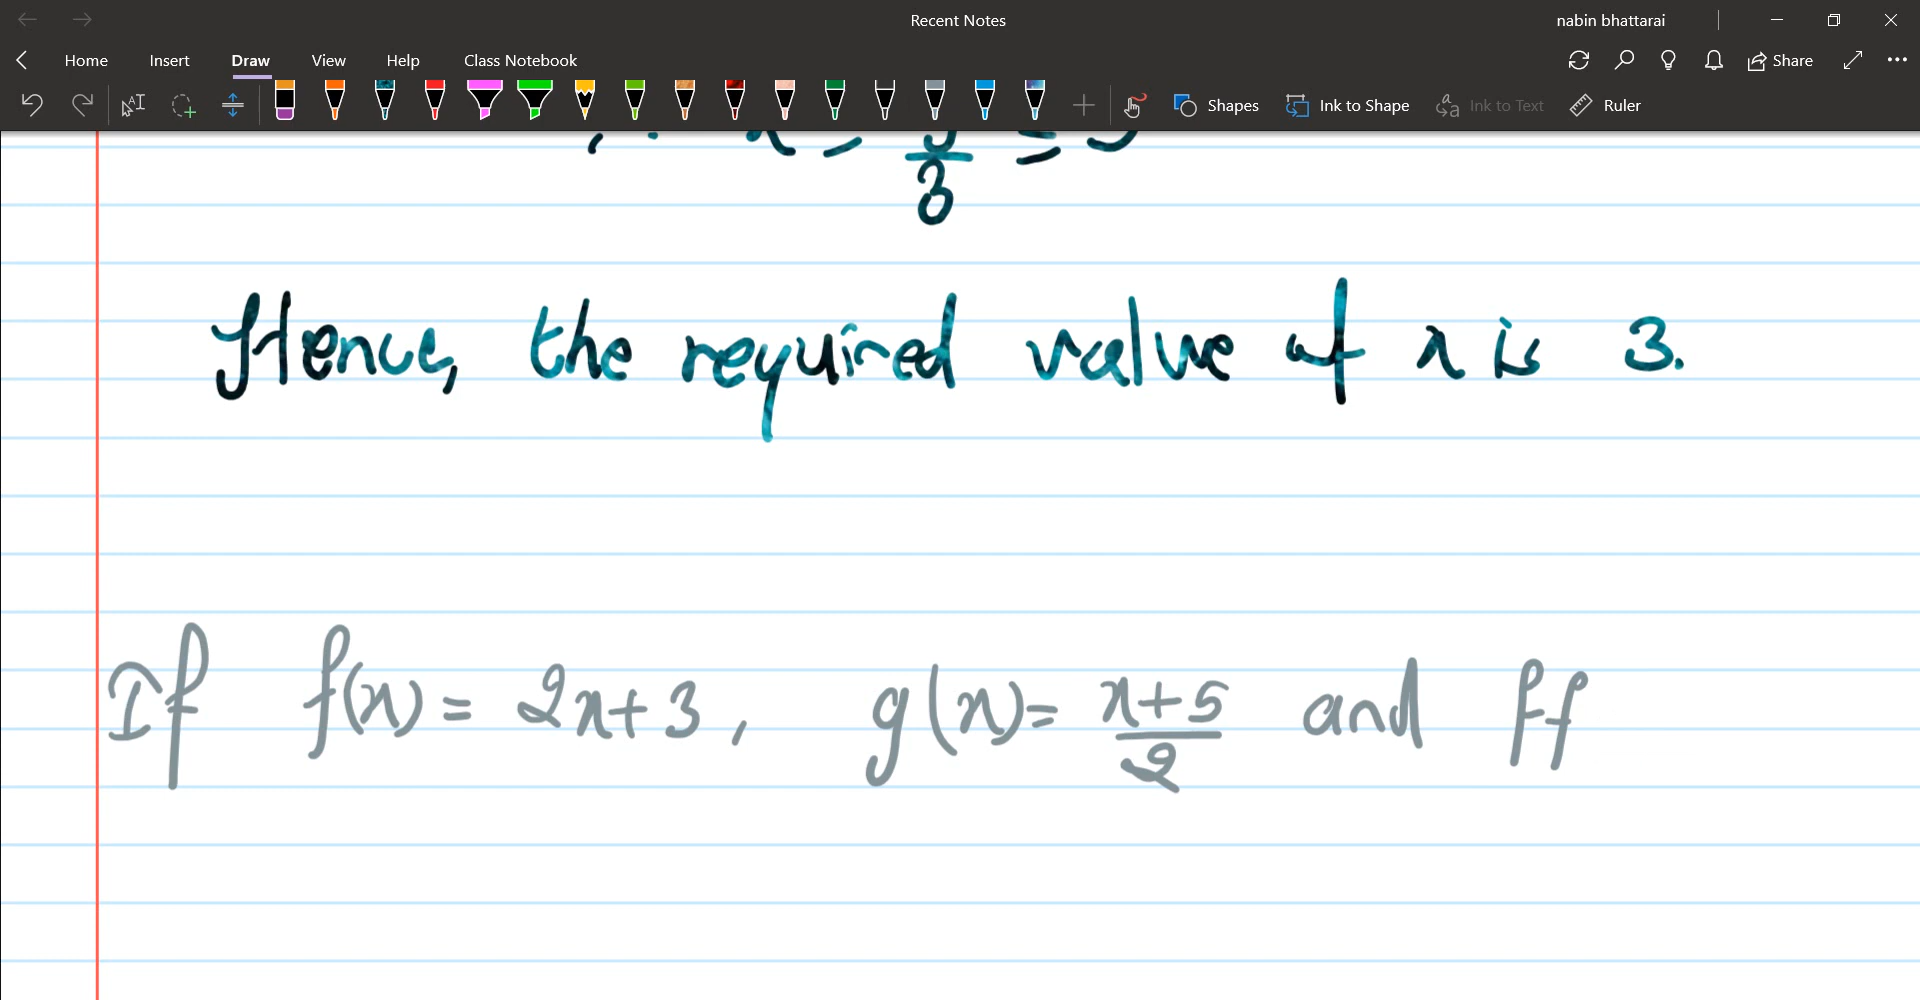 Recent Notes
nabin bhattarai
Home Insert Draw View Help Class Notebook Share
Shapes Ink to Shape Ink to Text Ruler
3
Hence, the required value of x is 3.
If f(x) = 2x+3, g(x) = x+5/2 and ff